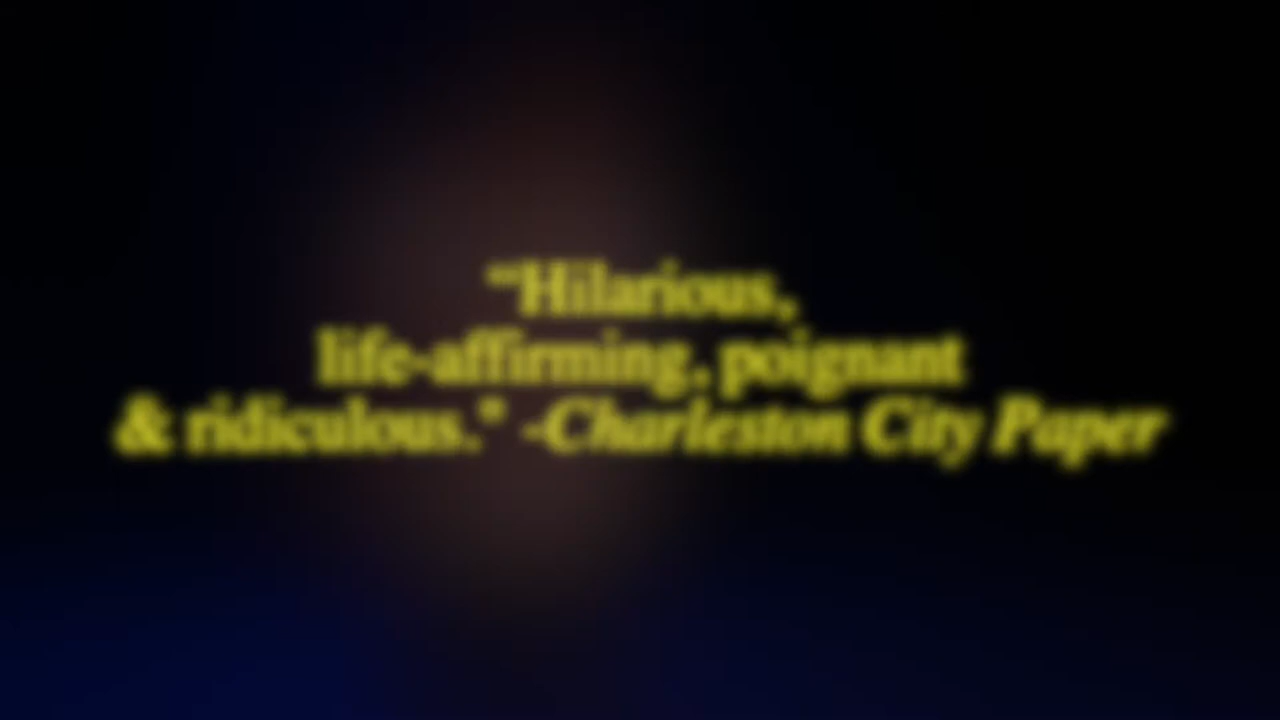 “Hilarious,
life-affirming, poignant
& ridiculous.” -Charleston City Paper